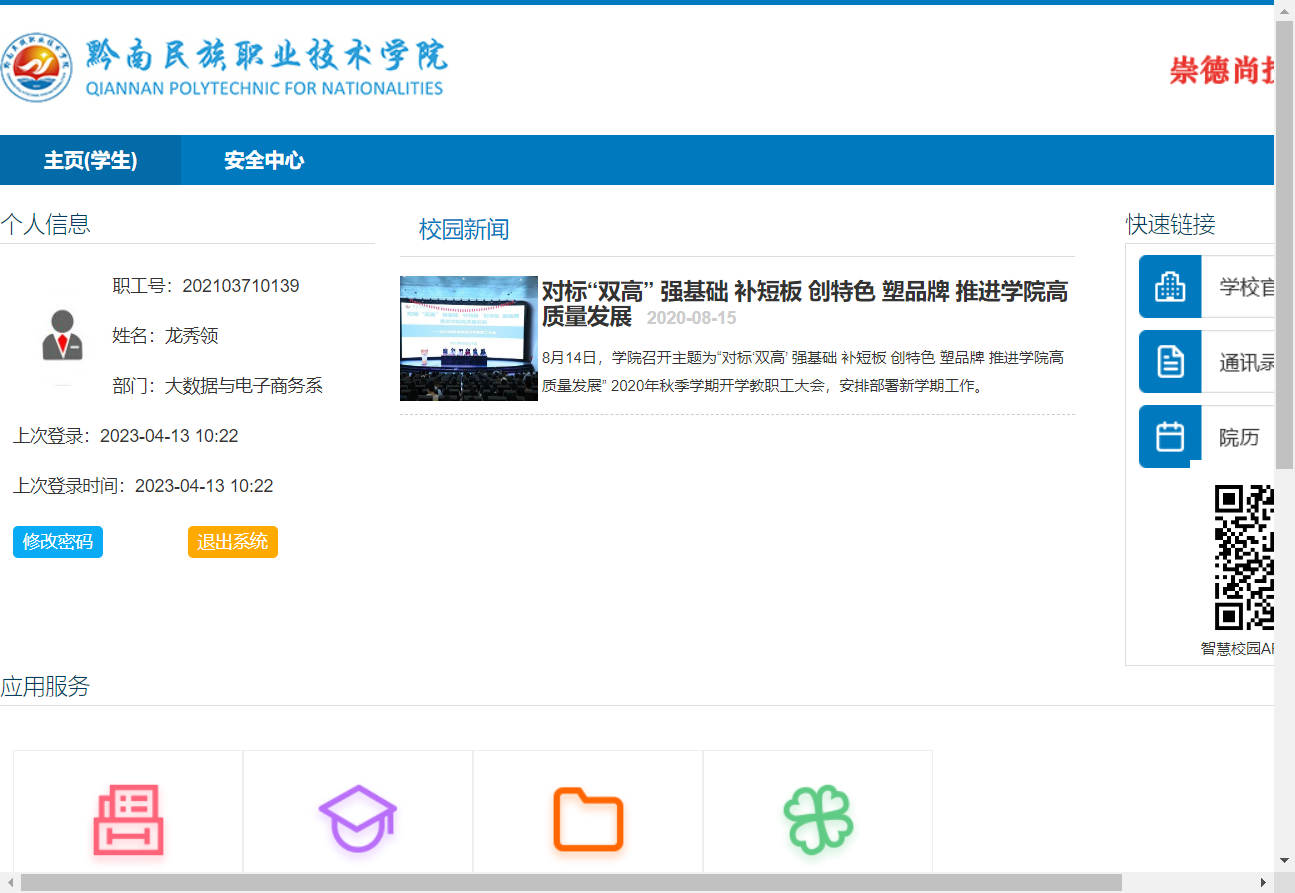 黔南民族职业技术学院
QIANNAN POLYTECHNIC FOR NATIONALITIES
崇德尚
主页(学生)
安全中心
个人信息
职工号：202103710139
姓名：龙秀领
部门：大数据与电子商务系
上次登录：2023-04-13 10:22
上次登录时间：2023-04-13 10:22
修改密码
退出系统
校园新闻
对标“双高” 强基础 补短板 创特色 塑品牌 推进学院高
质量发展 2020-08-15
8月14日，学院召开主题为“对标‘双高’ 强基础 补短板 创特色 塑品牌 推进学院高
质量发展” 2020年秋季学期开学教职工大会，安排部署新学期工作。
快速链接
学校官
通讯录
院历
智慧校园AP
应用服务